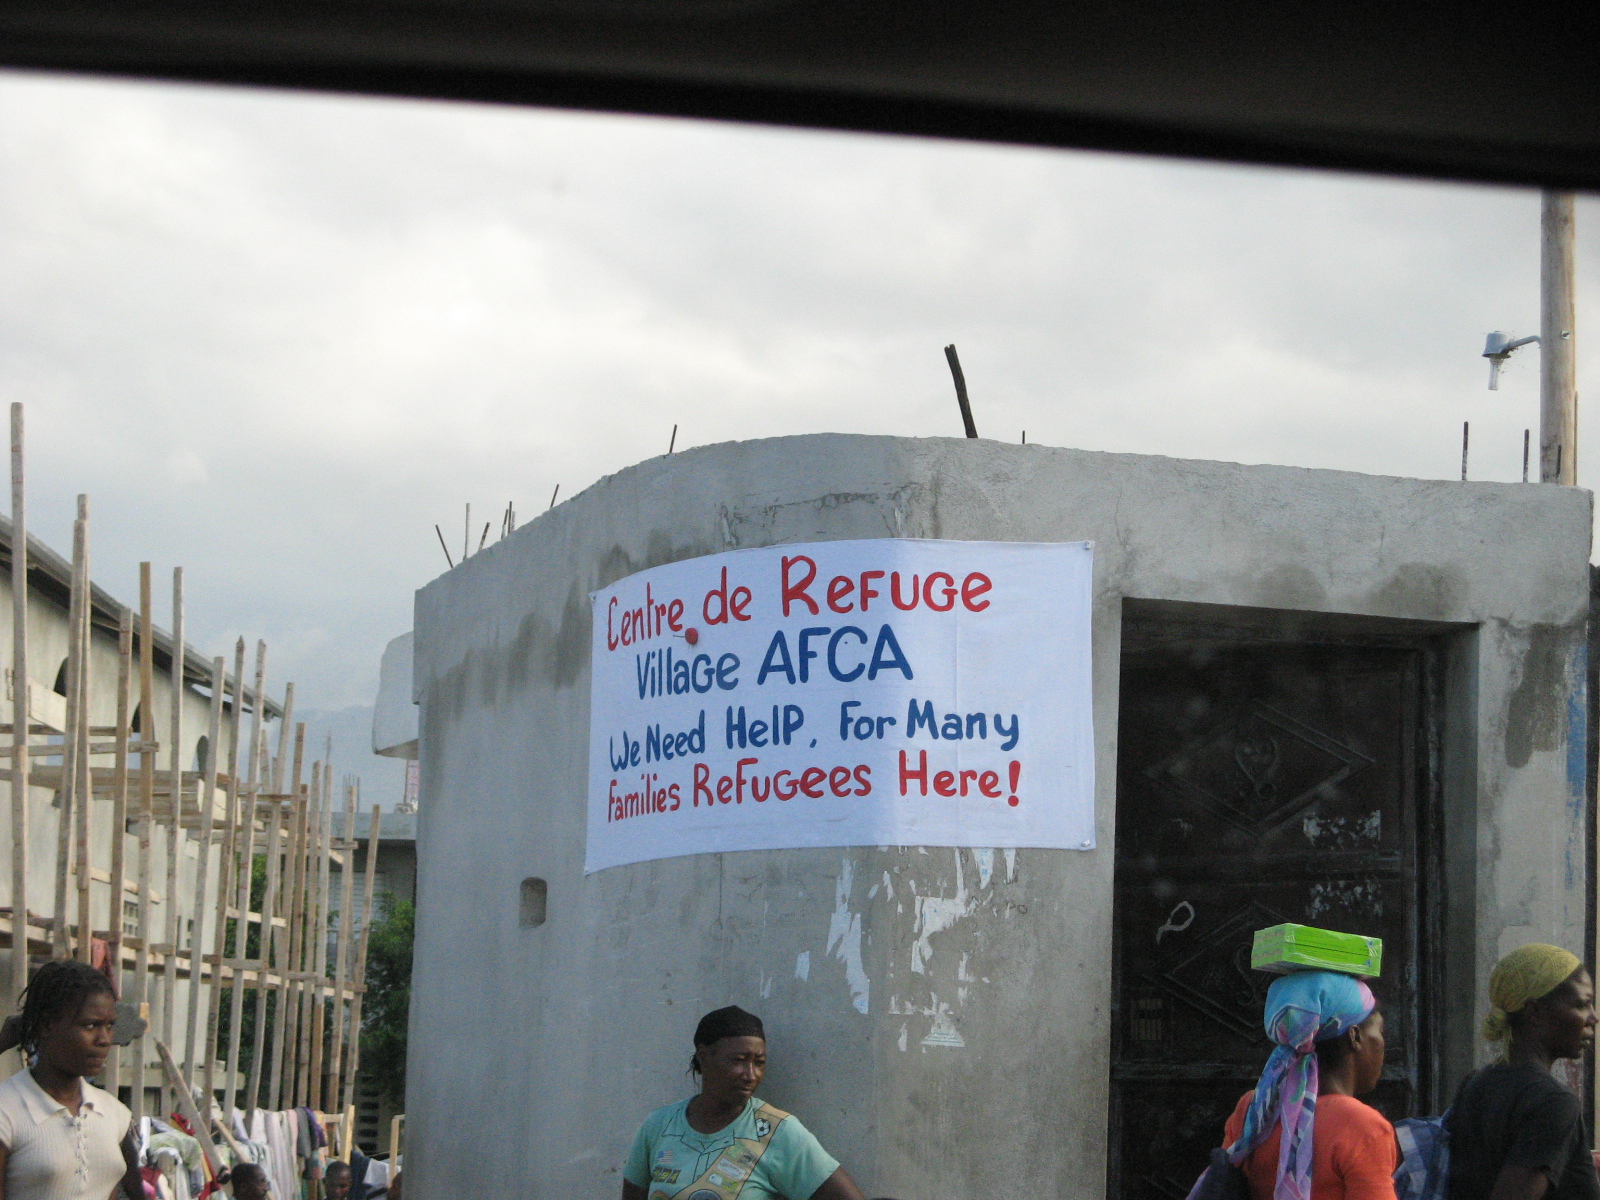 Centre de Refuge
Village AFCA
We Need Help, For Many
Families Refugees Here!